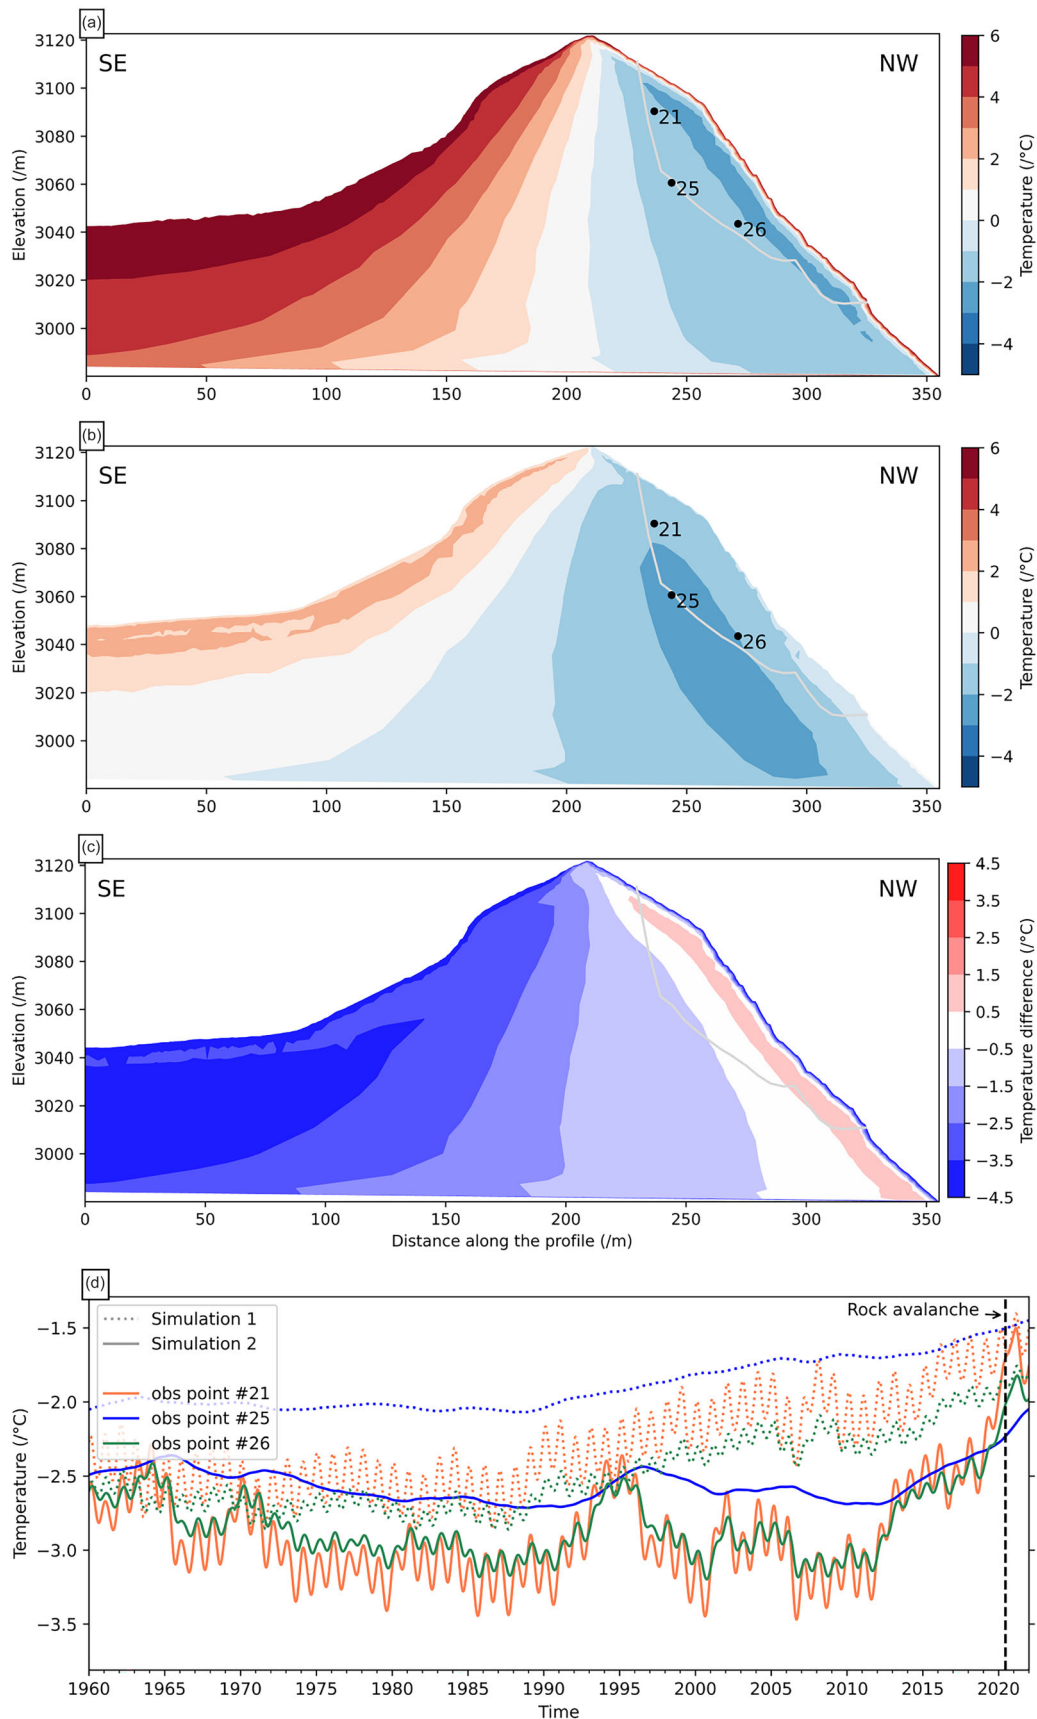 (a)
SE
NW
21
25
26
3120
3100
3080
3060
3040
3020
3000
Elevation (/m)
0 50 100 150 200 250 300 350
6
4
2
0
−2
−4
Temperature (/°C)
(b)
SE
NW
21
25
26
3120
3100
3080
3060
3040
3020
3000
Elevation (/m)
0 50 100 150 200 250 300 350
6
4
2
0
−2
−4
Temperature (/°C)
(c)
SE
NW
3120
3100
3080
3060
3040
3020
3000
Elevation (/m)
0 50 100 150 200 250 300 350
Distance along the profile (/m)
4.5
3.5
2.5
1.5
0.5
−0.5
−1.5
−2.5
−3.5
−4.5
Temperature difference (/°C)
(d)
Simulation 1
Simulation 2
obs point #21
obs point #25
obs point #26
Rock avalanche
−1.5
−2.0
−2.5
−3.0
−3.5
Temperature (/°C)
1960 1965 1970 1975 1980 1985 1990 1995 2000 2005 2010 2015 2020
Time